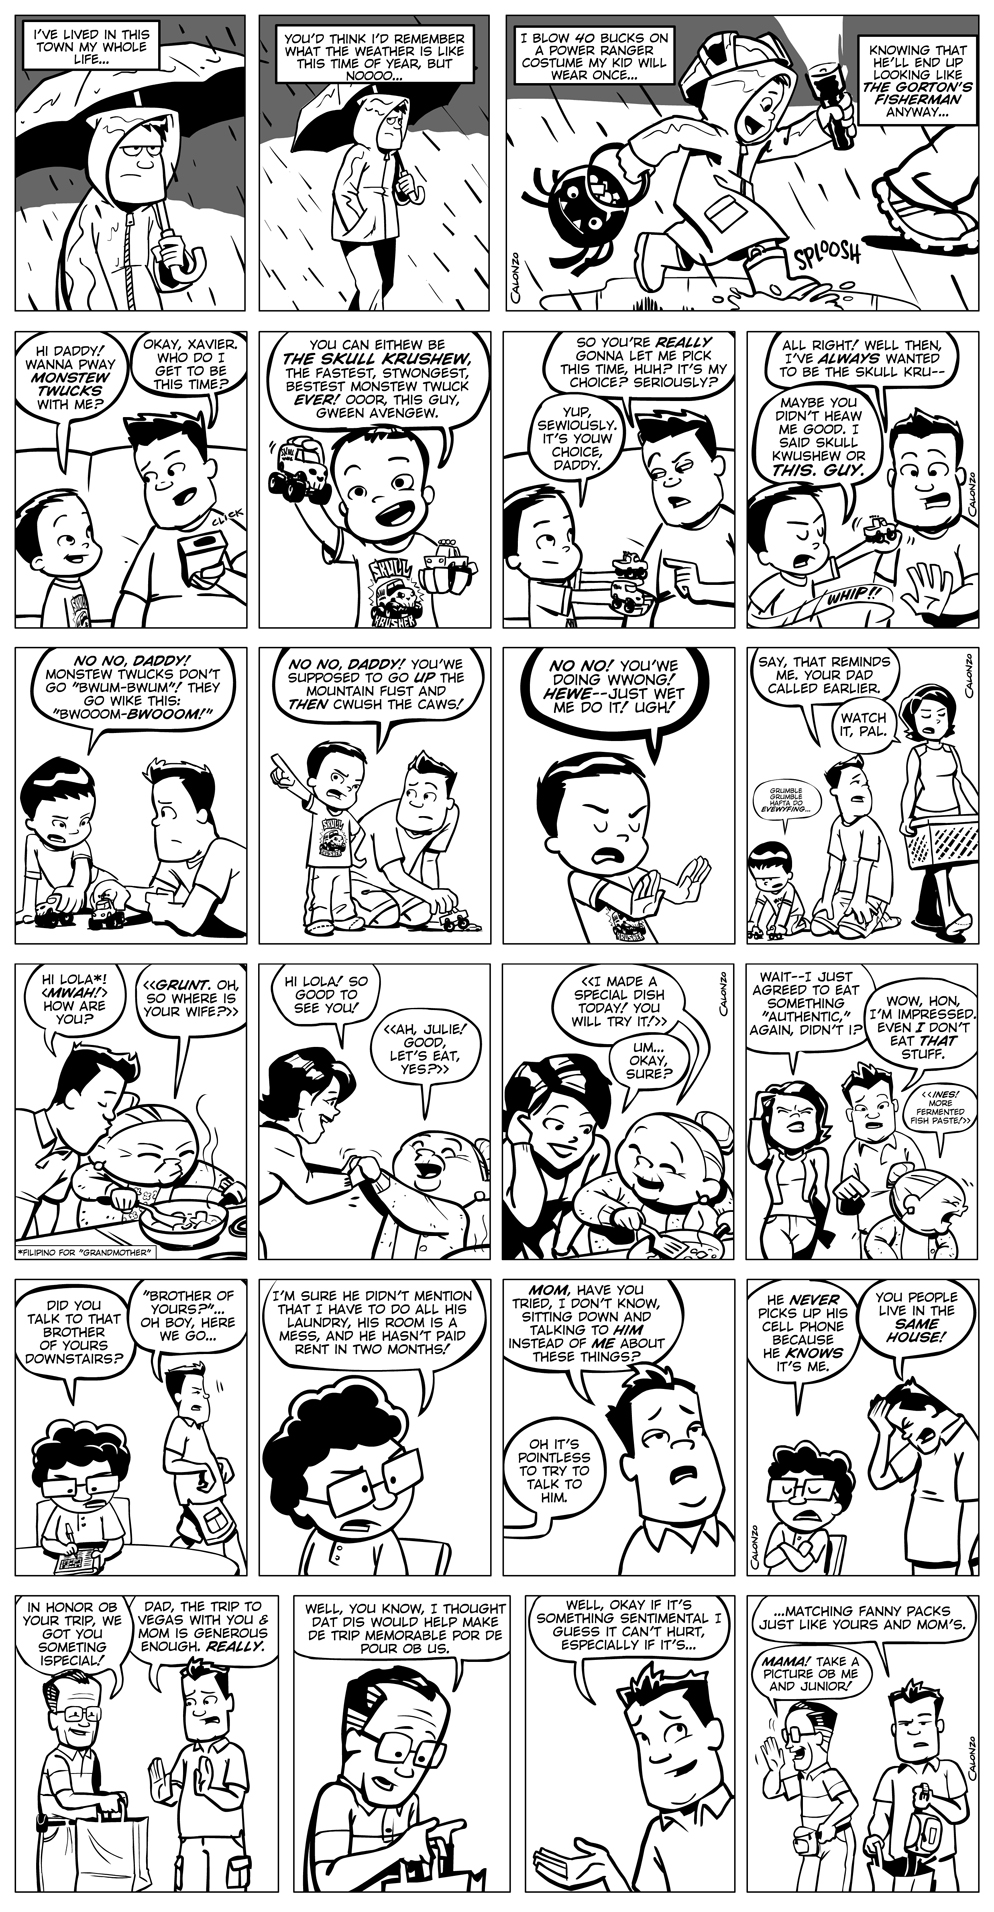 I'VE LIVED IN THIS
TOWN MY WHOLE
LIFE...
YOU'D THINK I'D REMEMBER
WHAT THE WEATHER IS LIKE
THIS TIME OF YEAR, BUT
NOOOO...
I BLOW 40 BUCKS ON
A POWER RANGER
COSTUME MY KID WILL
WEAR ONCE...
KNOWING THAT
HE'LL END UP
LOOKING LIKE
THE GORTON'S
FISHERMAN
ANYWAY...
SPLOOSH
CALONZO
HI DADDY!
WANNA PWAY
MONSTEW
TWUCKS
WITH ME?
OKAY, XAVIER.
WHO DO I
GET TO BE
THIS TIME?
CLICK
YOU CAN EITHEW BE
THE SKULL KRUSHEW,
THE FASTEST, STWONGEST,
BESTEST MONSTEW TWUCK
EVER! OOOR, THIS GUY,
GWEEN AVENGEW.
SKULL
KRUSHER
SO YOU'RE REALLY
GONNA LET ME PICK
THIS TIME, HUH? IT'S MY
CHOICE? SERIOUSLY?
YUP,
SEWIOUSLY.
IT'S YOUW
CHOICE,
DADDY.
ALL RIGHT! WELL THEN,
I'VE ALWAYS WANTED
TO BE THE SKULL KRU--
MAYBE YOU
DIDN'T HEAW
ME GOOD. I
SAID SKULL
KWUSHEW OR
THIS. GUY.
WHIP!!
CALONZO
NO NO, DADDY!
MONSTEW TWUCKS DON'T
GO "BWUM-BWUM"! THEY
GO WIKE THIS:
"BWOOOM-BWOOOM!"
NO NO, DADDY! YOU'WE
SUPPOSED TO GO UP THE
MOUNTAIN FUST AND
THEN CWUSH THE CAWS!
SKULL
KRUSHER
NO NO! YOU'WE
DOING WWONG!
HEWE--JUST WET
ME DO IT! UGH!
KRUSHER
SAY, THAT REMINDS
ME. YOUR DAD
CALLED EARLIER.
WATCH
IT, PAL.
GRUMBLE
GRUMBLE
HAFTA DO
EVEWYFING...
CALONZO
HI LOLA*!
<MWAH!>
HOW ARE
YOU?
<<GRUNT. OH,
SO WHERE IS
YOUR WIFE?>>
*FILIPINO FOR "GRANDMOTHER"
HI LOLA! SO
GOOD TO
SEE YOU!
<<AH, JULIE!
GOOD,
LET'S EAT,
YES?>>
<<I MADE A
SPECIAL DISH
TODAY! YOU
WILL TRY IT!>>
UM...
OKAY,
SURE?
CALONZO
WAIT--I JUST
AGREED TO EAT
SOMETHING
"AUTHENTIC,"
AGAIN, DIDN'T I?
WOW, HON,
I'M IMPRESSED.
EVEN I DON'T
EAT THAT
STUFF.
<<INES!
MORE
FERMENTED
FISH PASTE!>>
DID YOU
TALK TO THAT
BROTHER
OF YOURS
DOWNSTAIRS?
"BROTHER OF
YOURS?"...
OH BOY, HERE
WE GO...
I'M SURE HE DIDN'T MENTION
THAT I HAVE TO DO ALL HIS
LAUNDRY, HIS ROOM IS A
MESS, AND HE HASN'T PAID
RENT IN TWO MONTHS!
MOM, HAVE YOU
TRIED, I DON'T KNOW,
SITTING DOWN AND
TALKING TO HIM
INSTEAD OF ME ABOUT
THESE THINGS?
OH IT'S
POINTLESS
TO TRY TO
TALK TO
HIM.
HE NEVER
PICKS UP HIS
CELL PHONE
BECAUSE
HE KNOWS
IT'S ME.
YOU PEOPLE
LIVE IN THE
SAME
HOUSE!
CALONZO
IN HONOR OB
YOUR TRIP, WE
GOT YOU
SOMETING
ISPECIAL!
DAD, THE TRIP TO
VEGAS WITH YOU &
MOM IS GENEROUS
ENOUGH. REALLY.
WELL, YOU KNOW, I THOUGHT
DAT DIS WOULD HELP MAKE
DE TRIP MEMORABLE POR DE
POUR OB US.
WELL, OKAY IF IT'S
SOMETHING SENTIMENTAL I
GUESS IT CAN'T HURT,
ESPECIALLY IF IT'S...
...MATCHING FANNY PACKS
JUST LIKE YOURS AND MOM'S.
MAMA! TAKE A
PICTURE OB ME
AND JUNIOR!
CALONZO